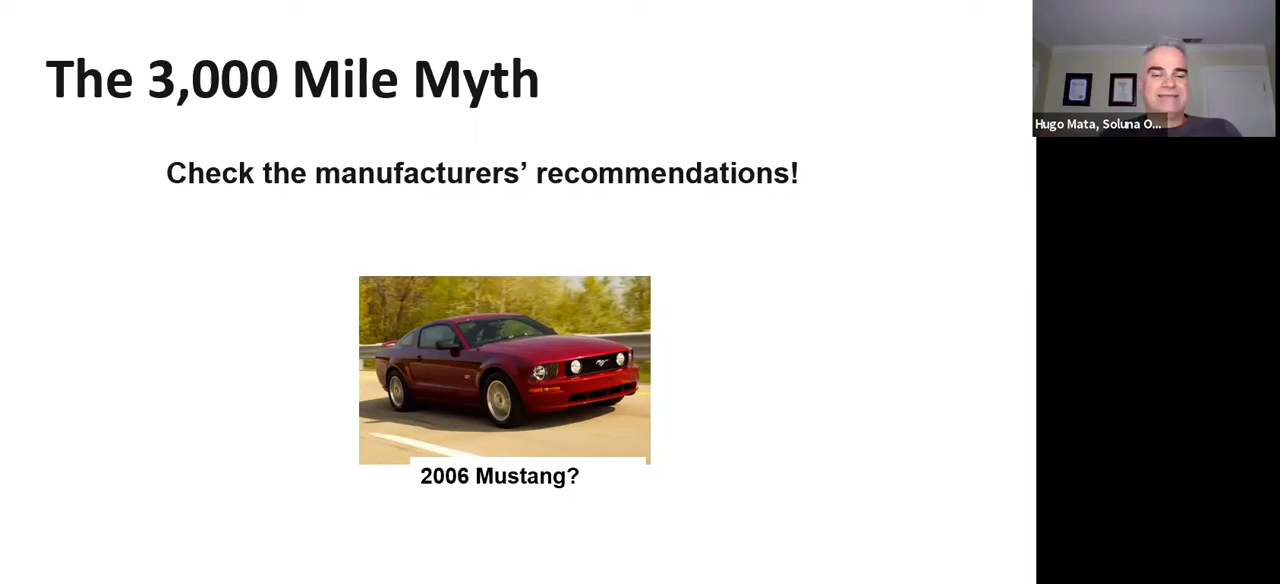 The 3,000 Mile Myth
Check the manufacturers’ recommendations!
2006 Mustang?
Hugo Mata, Soluna O...